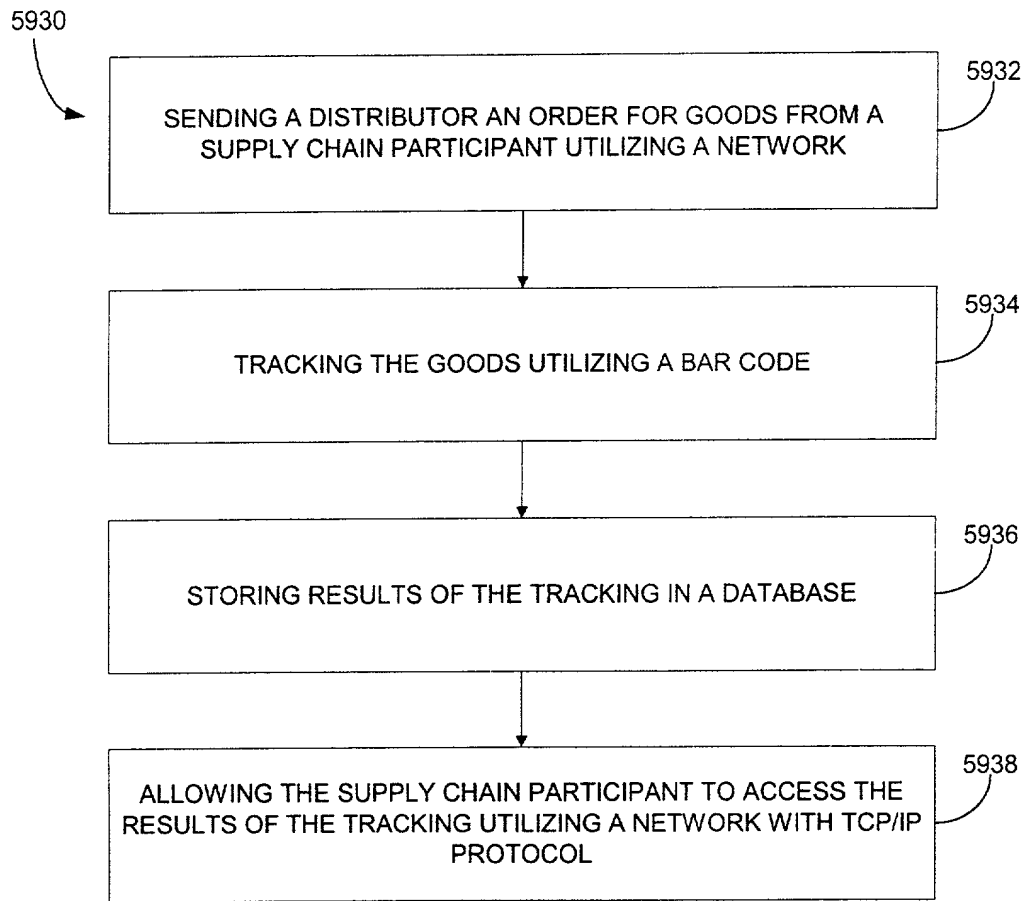 5930
5932
SENDING A DISTRIBUTOR AN ORDER FOR GOODS FROM A
SUPPLY CHAIN PARTICIPANT UTILIZING A NETWORK
5934
TRACKING THE GOODS UTILIZING A BAR CODE
5936
STORING RESULTS OF THE TRACKING IN A DATABASE
5938
ALLOWING THE SUPPLY CHAIN PARTICIPANT TO ACCESS THE
RESULTS OF THE TRACKING UTILIZING A NETWORK WITH TCP/IP
PROTOCOL